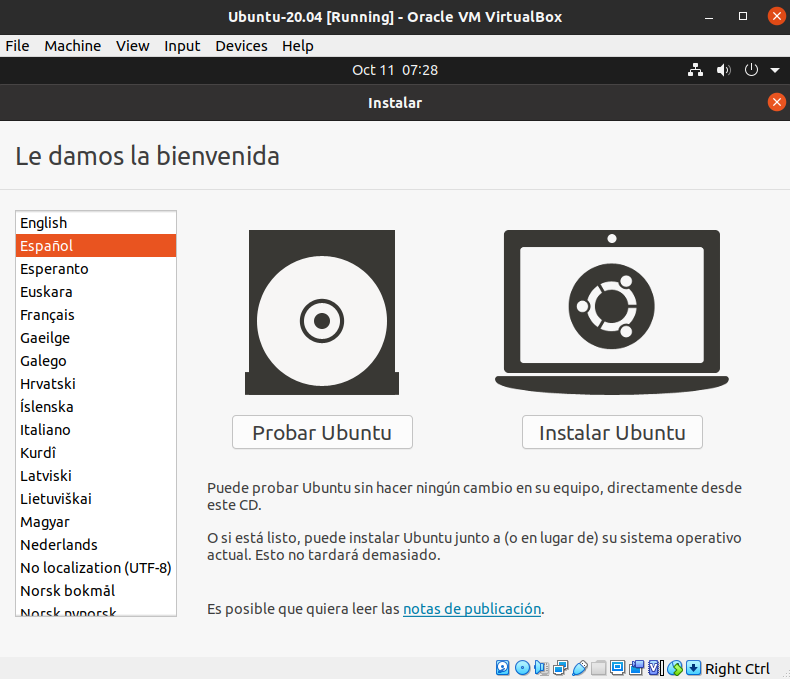 Ubuntu-20.04 [Running] - Oracle VM VirtualBox
File Machine View Input Devices Help
Oct 11 07:28
Instalar
Le damos la bienvenida
English
Español
Esperanto
Euskara
Français
Gaeilge
Galego
Hrvatski
Íslenska
Italiano
Kurdî
Latviski
Lietuviškai
Magyar
Nederlands
No localization (UTF-8)
Norsk bokmål
Norsk nynorsk
Probar Ubuntu
Instalar Ubuntu
Puede probar Ubuntu sin hacer ningún cambio en su equipo, directamente desde
este CD.
O si está listo, puede instalar Ubuntu junto a (o en lugar de) su sistema operativo
actual. Esto no tardará demasiado.
Es posible que quiera leer las notas de publicación.
Right Ctrl